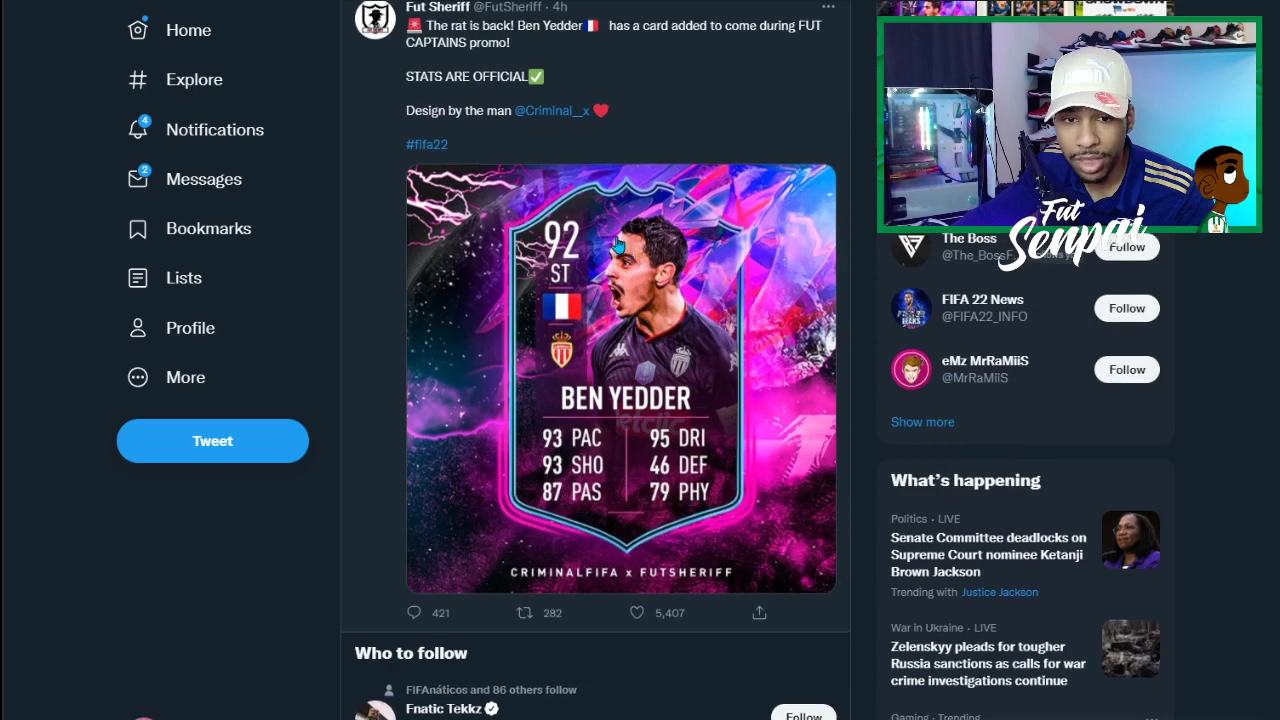 Home
Explore
4
Notifications
2
Messages
Bookmarks
Lists
Profile
More
Tweet
Fut Sheriff @FutSheriff · 4h
🚨 The rat is back! Ben Yedder🇫🇷 has a card added to come during FUT
CAPTAINS promo!
STATS ARE OFFICIAL✅
Design by the man @Criminal__x ❤️
#fifa22
92
ST
BEN YEDDER
93 PAC 95 DRI
93 SHO 46 DEF
87 PAS 79 PHY
CRIMINALFIFA x FUTSHERIFF
421 282 5,407
Who to follow
FIFAnáticos and 86 others follow
Fnatic Tekkz
Follow
Fut
Senpai
The Boss
@The_BossF
Follow
FIFA 22 News
@FIFA22_INFO
Follow
eMz MrRaMiiS
@MrRaMiiS
Follow
Show more
What's happening
Politics · LIVE
Senate Committee deadlocks on
Supreme Court nominee Ketanji
Brown Jackson
Trending with Justice Jackson
War in Ukraine · LIVE
Zelenskyy pleads for tougher
Russia sanctions as calls for war
crime investigations continue
Gaming · Trending